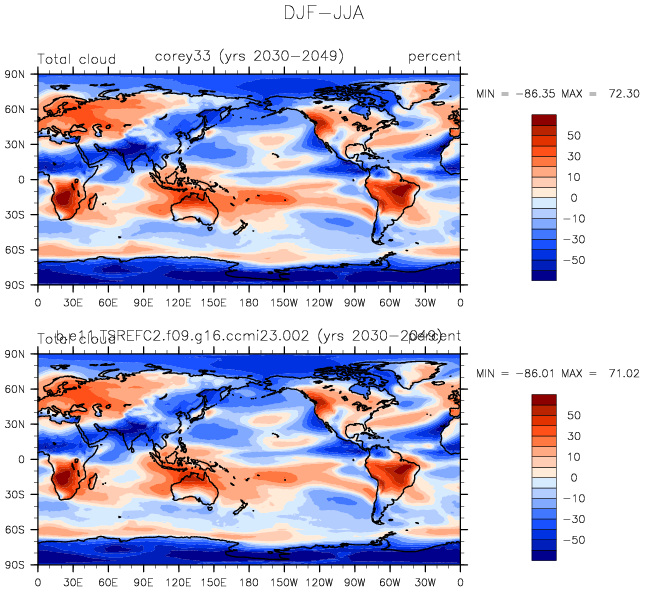 DJF-JJA
Total cloud corey33 (yrs 2030-2049) percent
MIN = -86.35 MAX = 72.30
90N
60N
30N
0
30S
60S
90S
0 30E 60E 90E 120E 150E 180 150W 120W 90W 60W 30W 0
50
30
10
0
-10
-30
-50
Total cloud b.e11.TSREFC2.f09.g16.ccmi23.002 (yrs 2030-2049) percent
MIN = -86.01 MAX = 71.02
90N
60N
30N
0
30S
60S
90S
0 30E 60E 90E 120E 150E 180 150W 120W 90W 60W 30W 0
50
30
10
0
-10
-30
-50